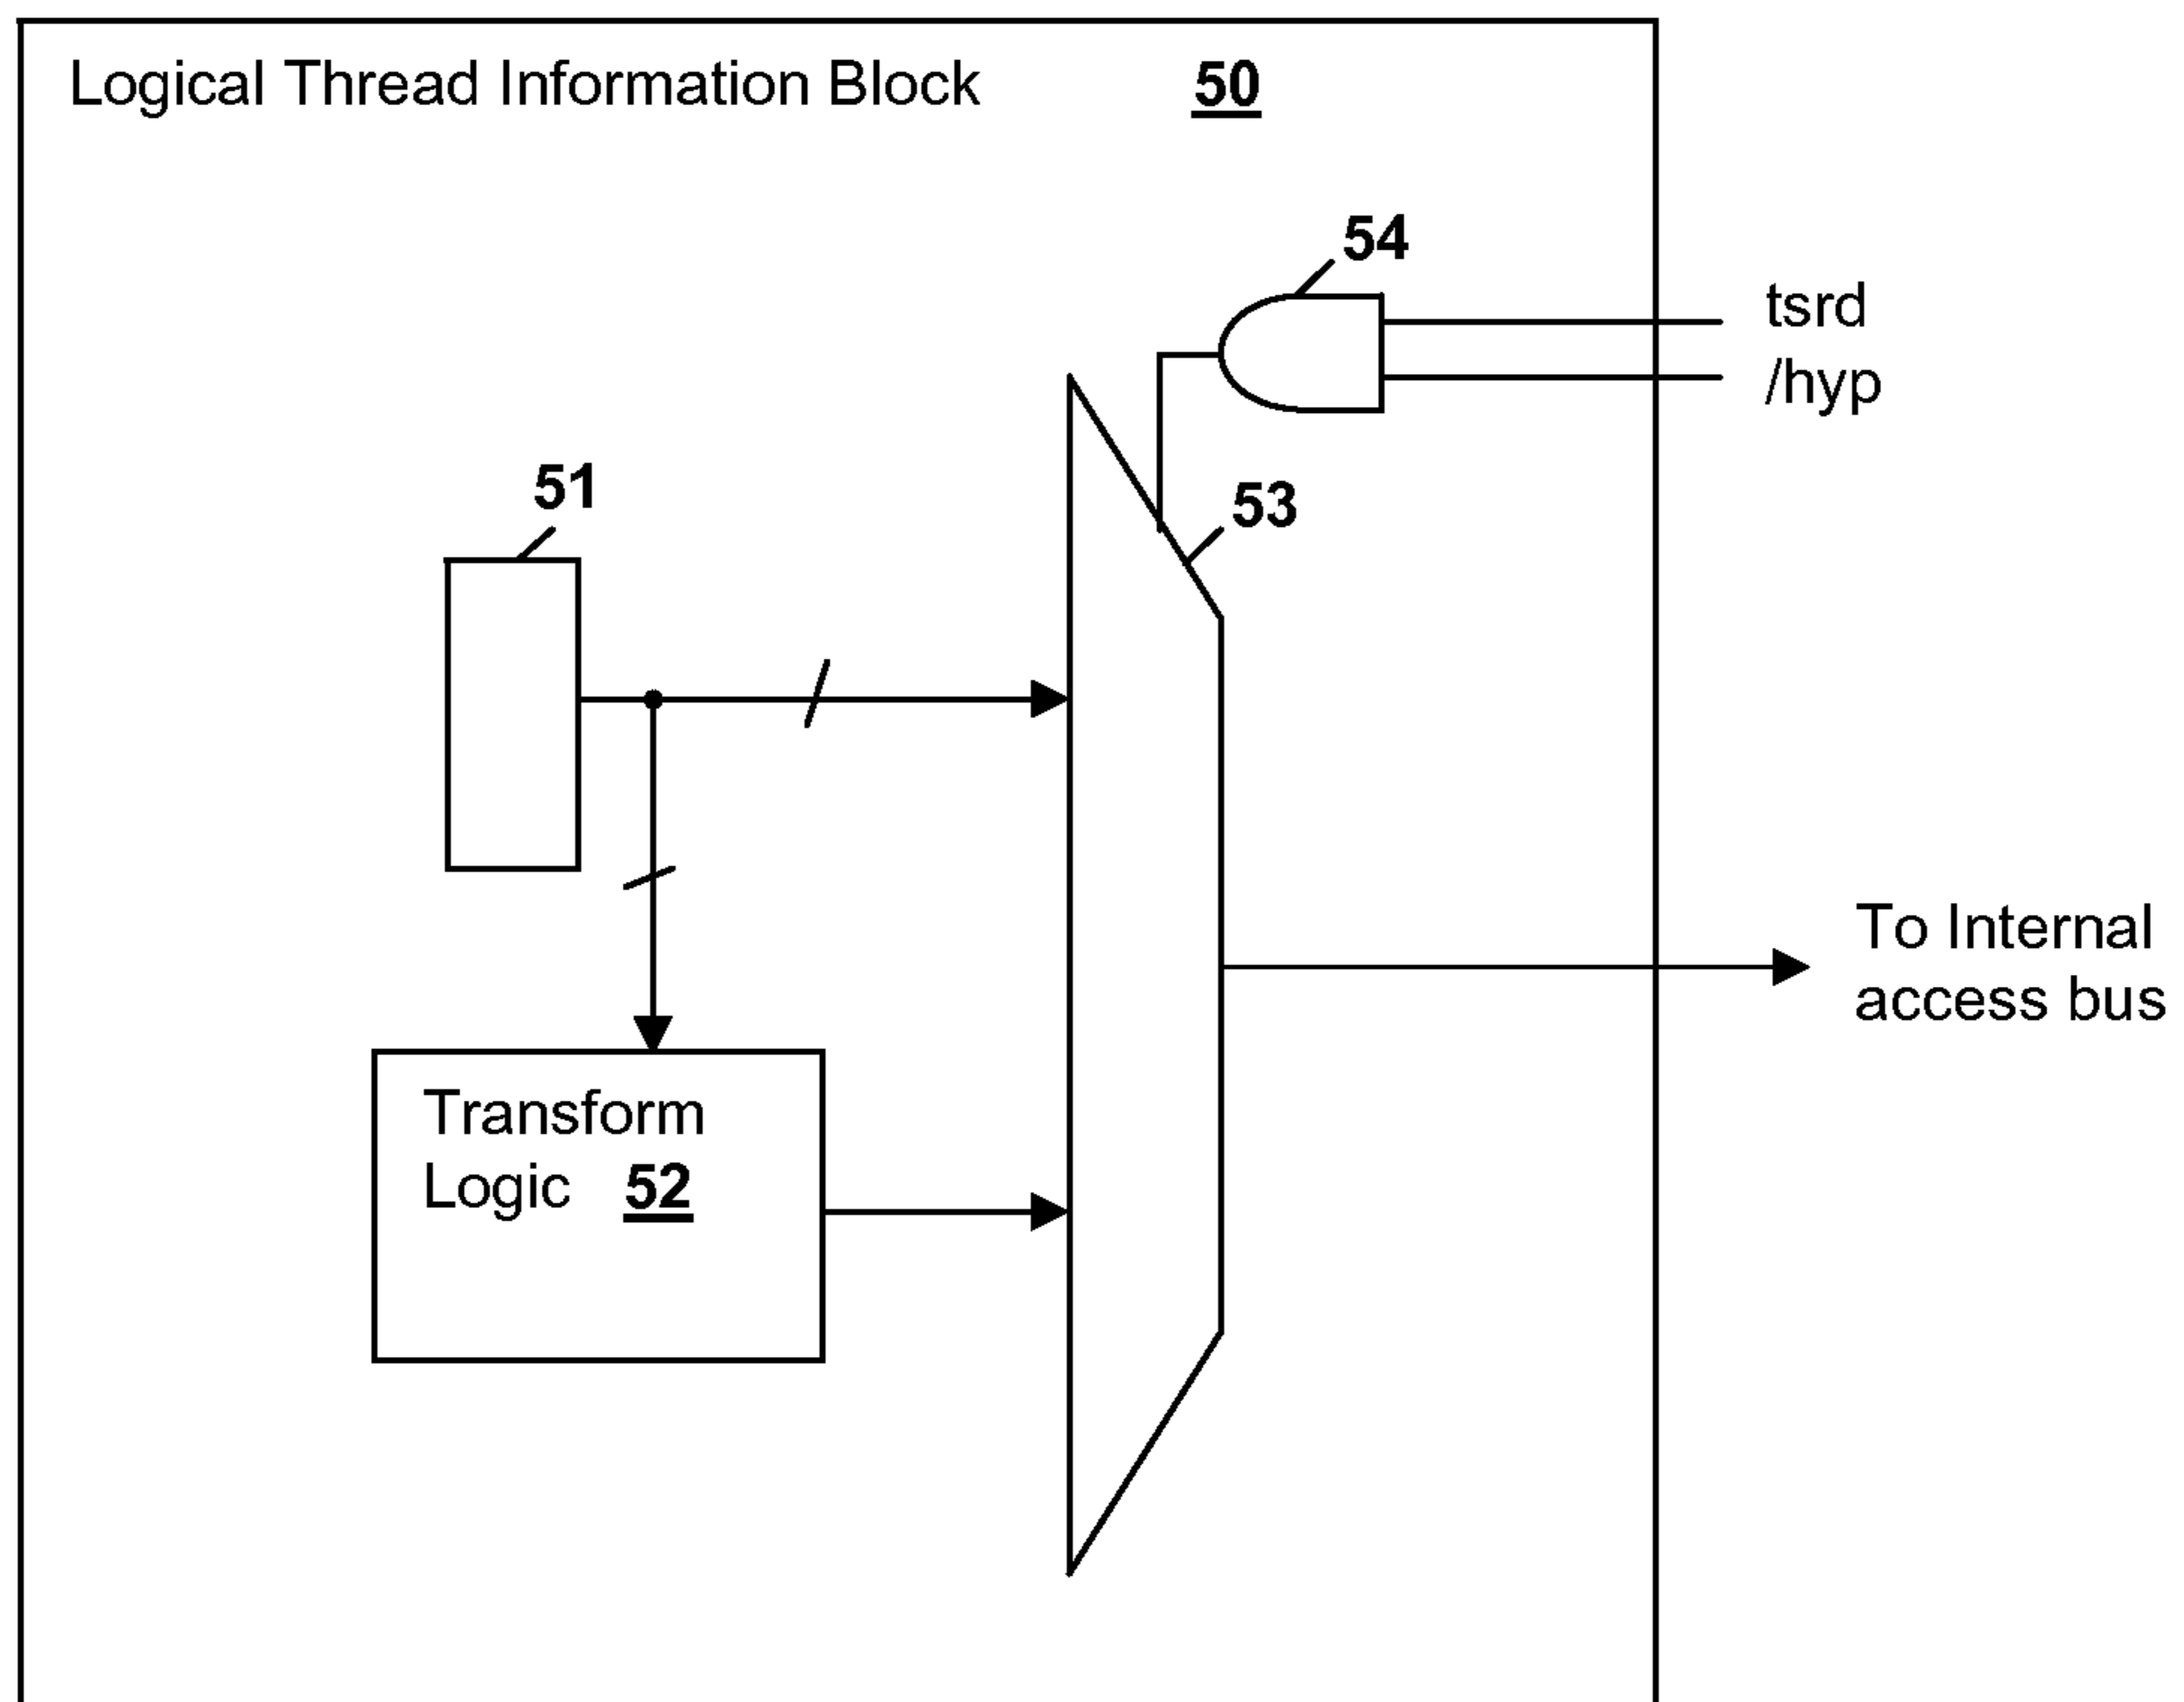 Logical Thread Information Block 50
54
tsrd
/hyp
51
53
To Internal
access bus
Transform
Logic 52